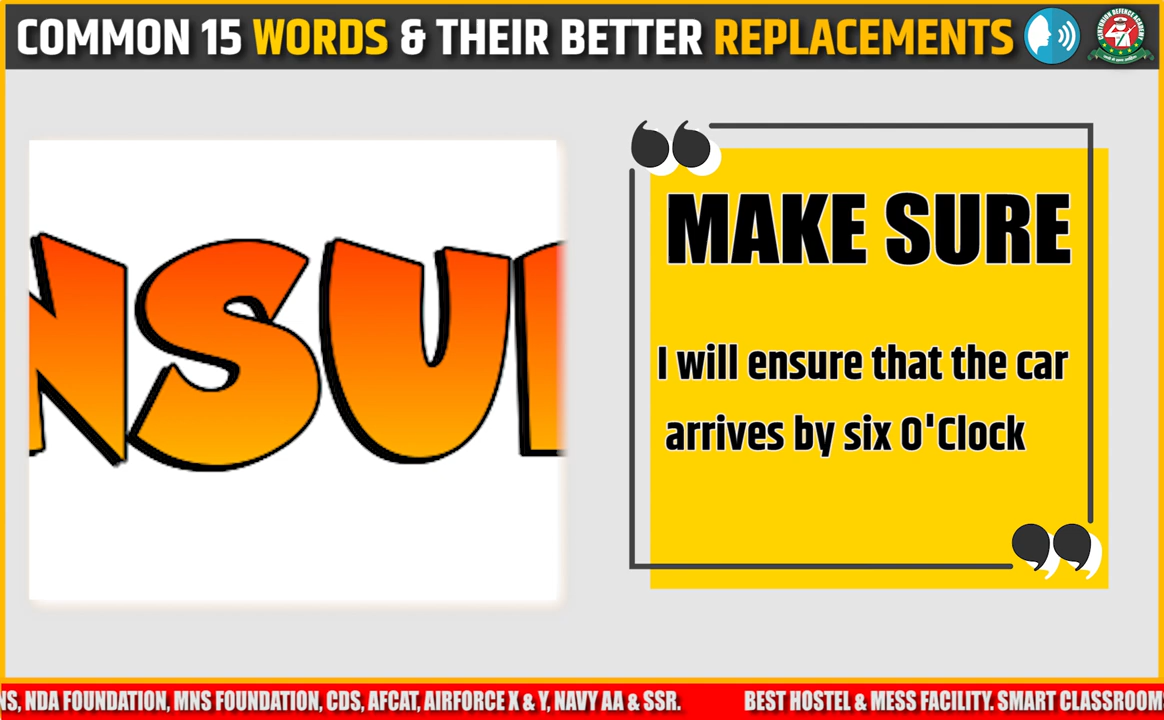 COMMON 15 WORDS & THEIR BETTER REPLACEMENTS
NSU
MAKE SURE
I will ensure that the car
arrives by six O'Clock
NS, NDA FOUNDATION, MNS FOUNDATION, CDS, AFCAT, AIRFORCE X & Y, NAVY AA & SSR. BEST HOSTEL & MESS FACILITY. SMART CLASSROOM